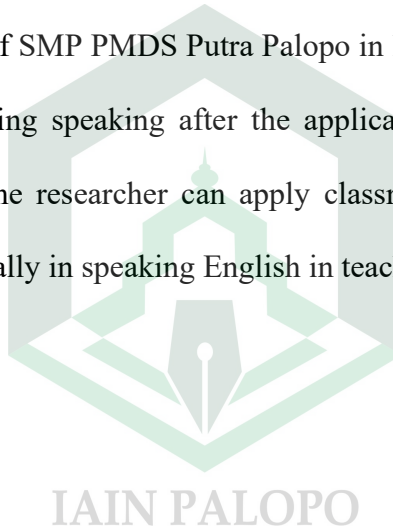 f SMP PMDS Putra Palopo in
ing speaking after the applica
ne researcher can apply classr
ally in speaking English in teac
IAIN PALOPO